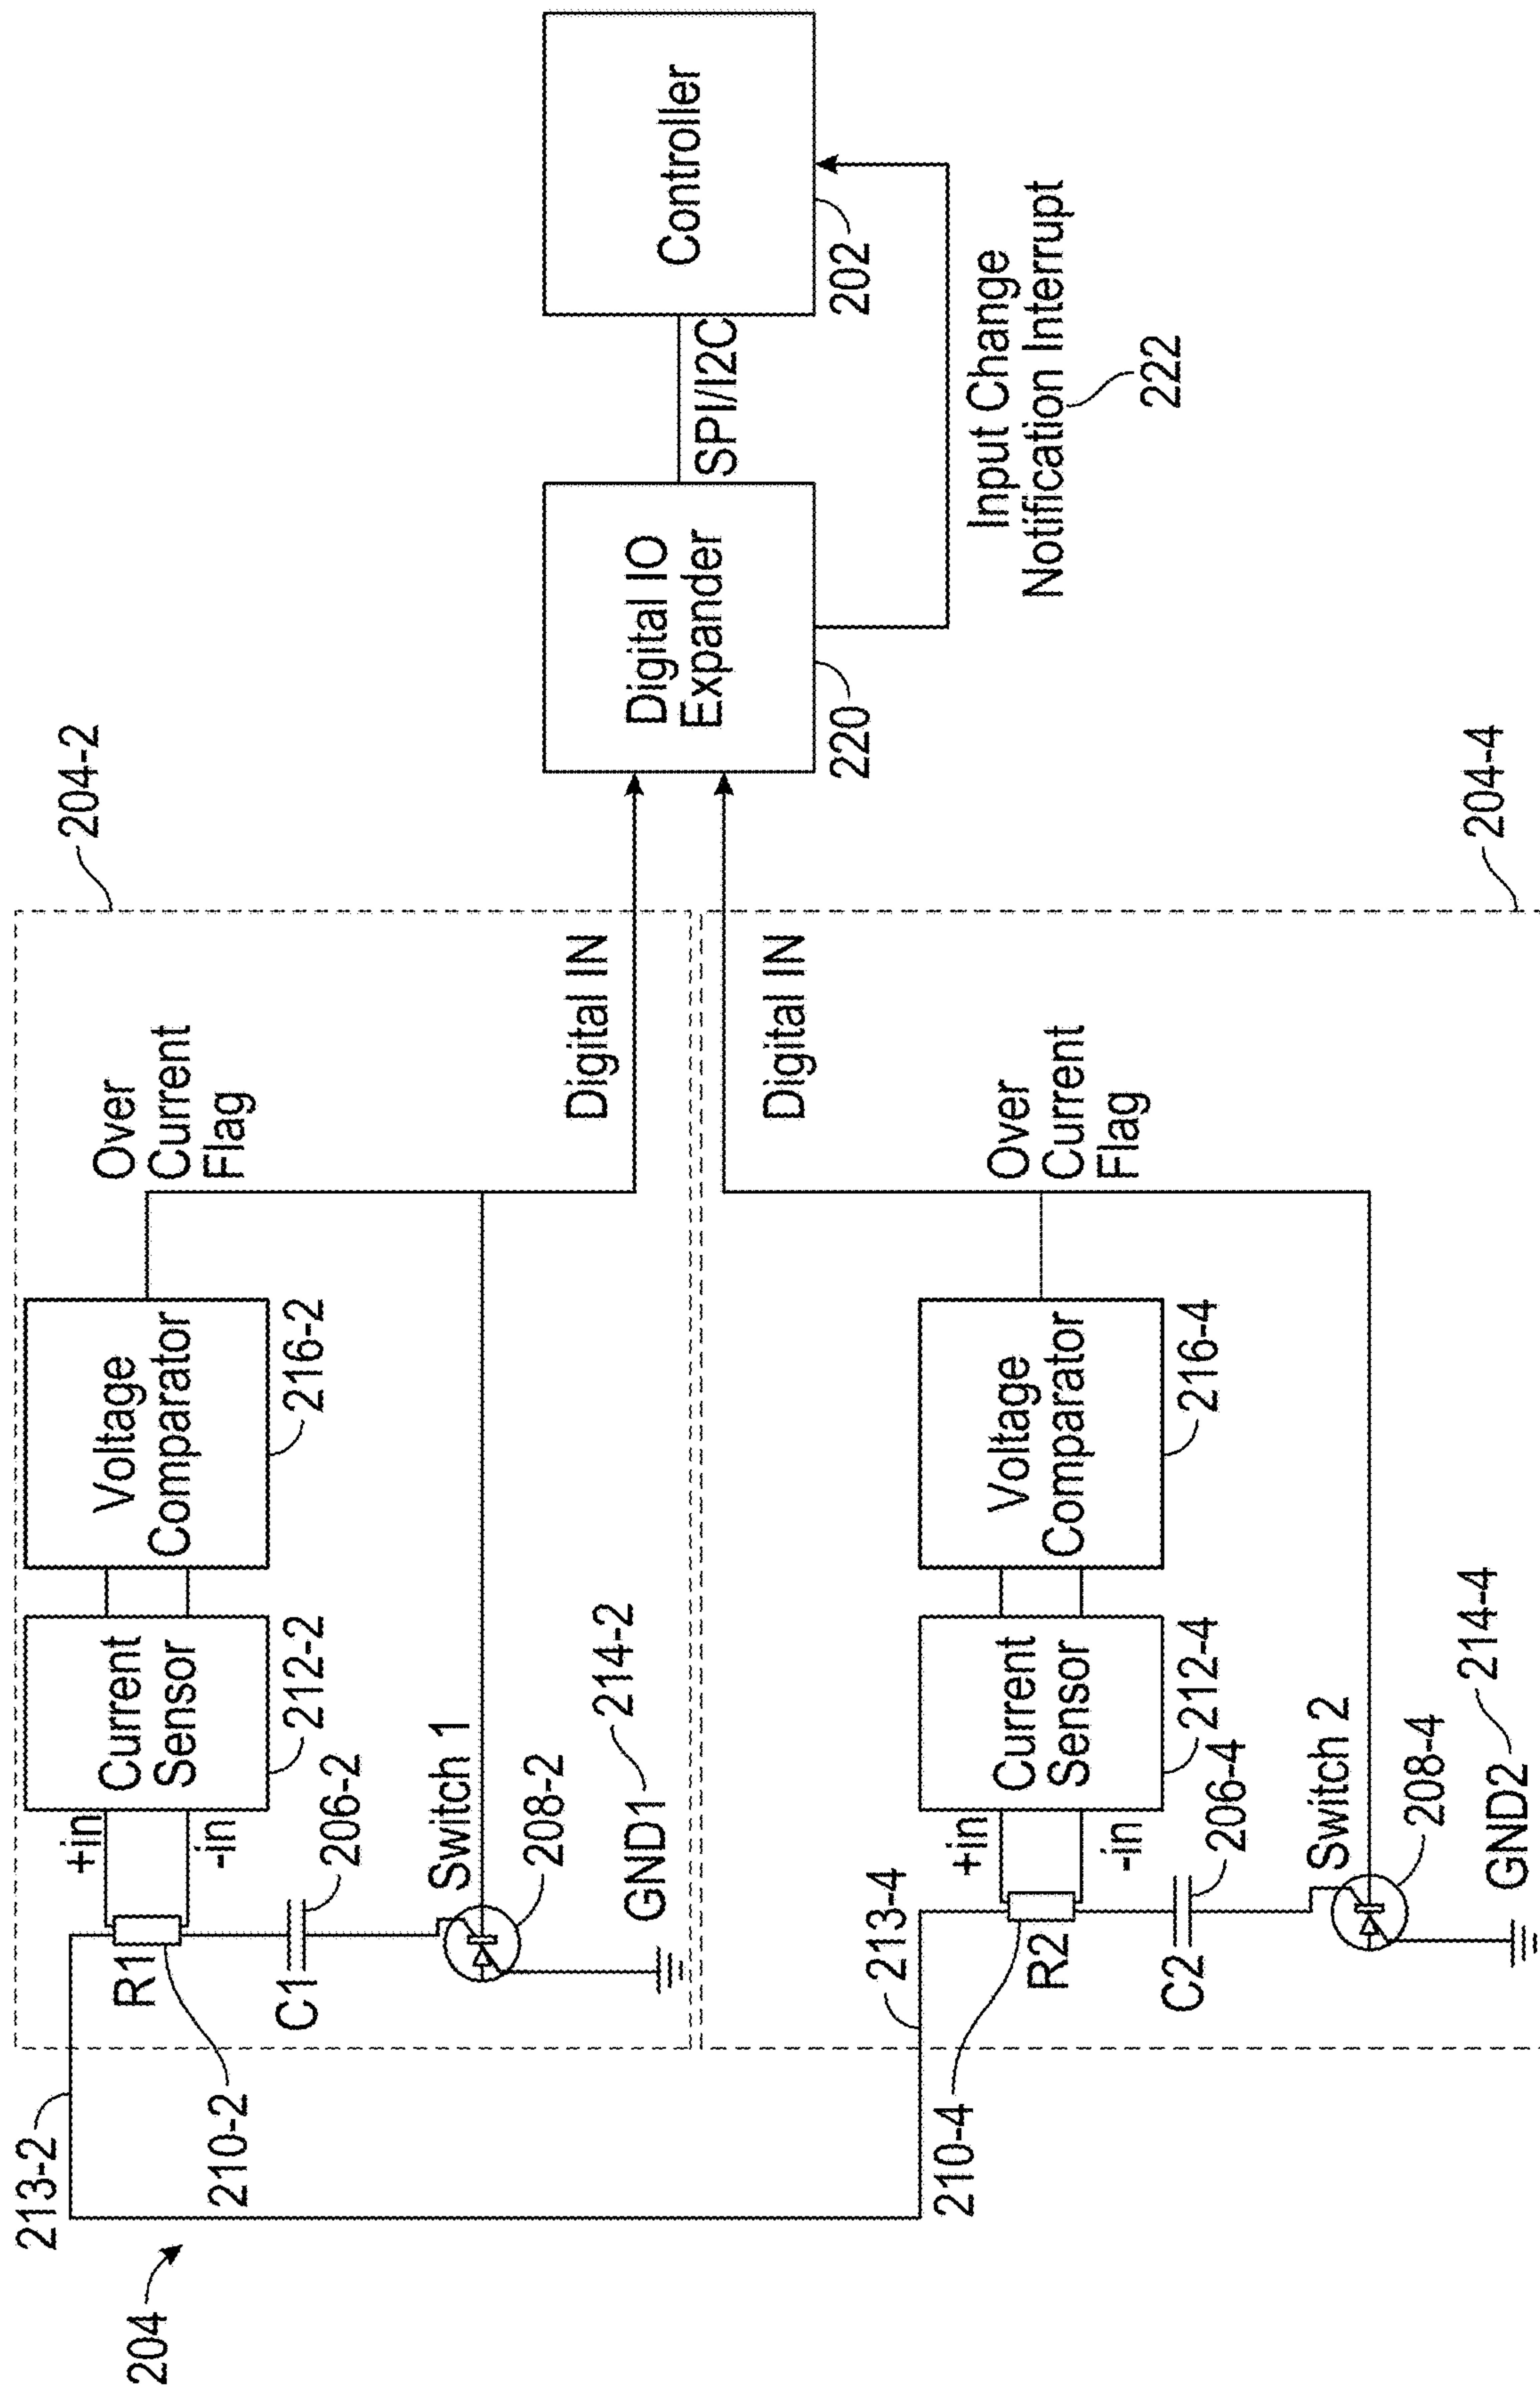 204
213-2
210-2
R1
+in
-in
Current
Sensor
212-2
Voltage
Comparator
216-2
Over
Current
Flag
204-2
C1
206-2
Switch 1
208-2
GND1
214-2
Digital IN
Digital IO
Expander
220
SPI/I2C
Controller
202
Input Change
Notification Interrupt
222
Digital IN
213-4
210-4
R2
+in
-in
Current
Sensor
212-4
Voltage
Comparator
216-4
Over
Current
Flag
C2
206-4
Switch 2
208-4
GND2
214-4
204-4